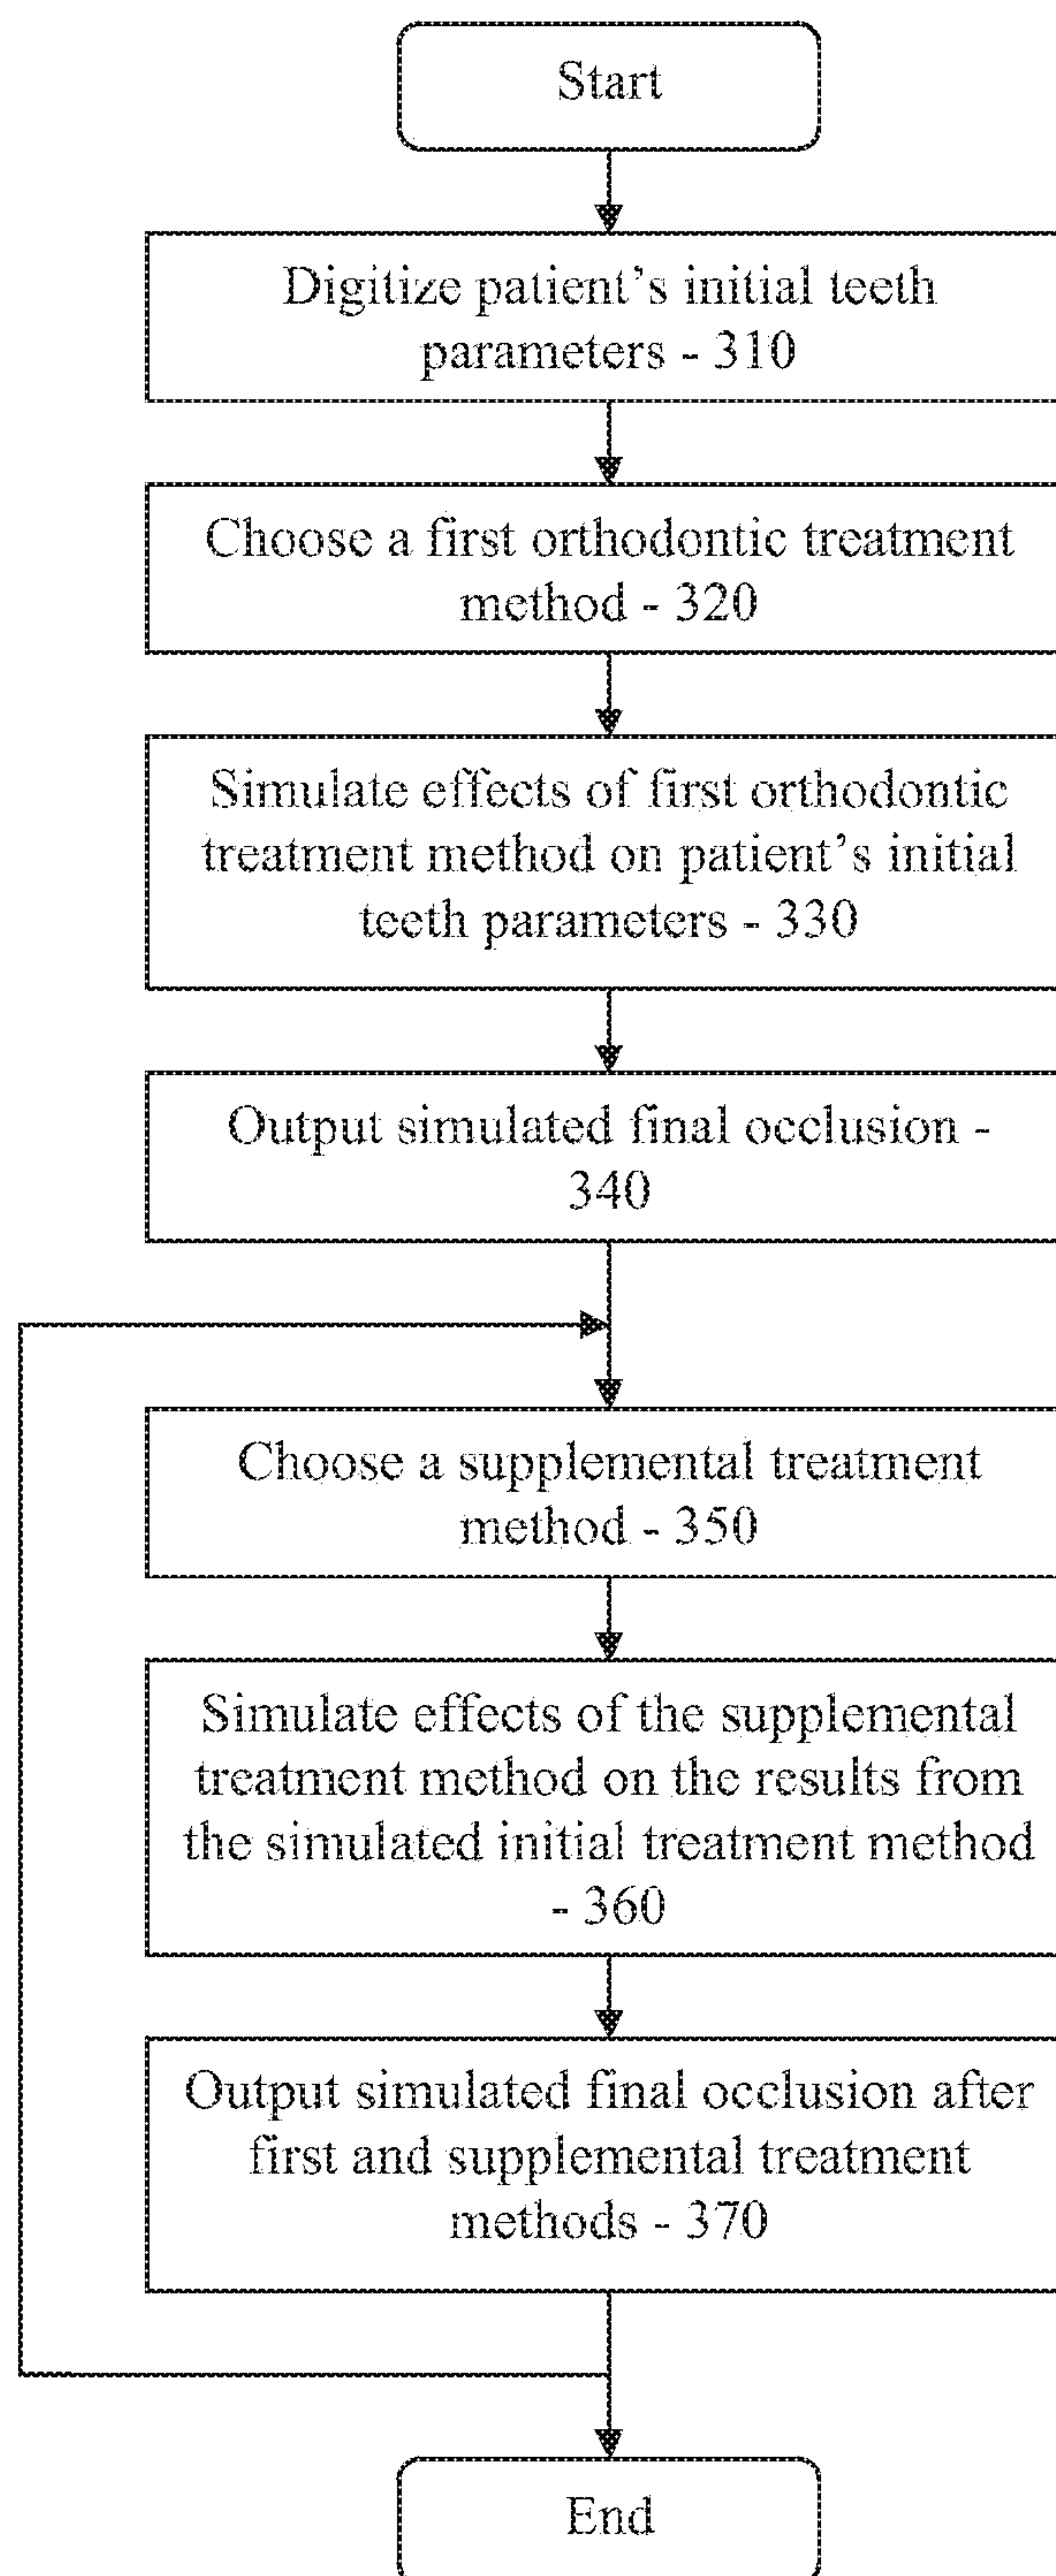 Start
Digitize patient’s initial teeth
parameters - 310
Choose a first orthodontic treatment
method - 320
Simulate effects of first orthodontic
treatment method on patient’s initial
teeth parameters - 330
Output simulated final occlusion -
340
Choose a supplemental treatment
method - 350
Simulate effects of the supplemental
treatment method on the results from
the simulated initial treatment method
- 360
Output simulated final occlusion after
first and supplemental treatment
methods - 370
End